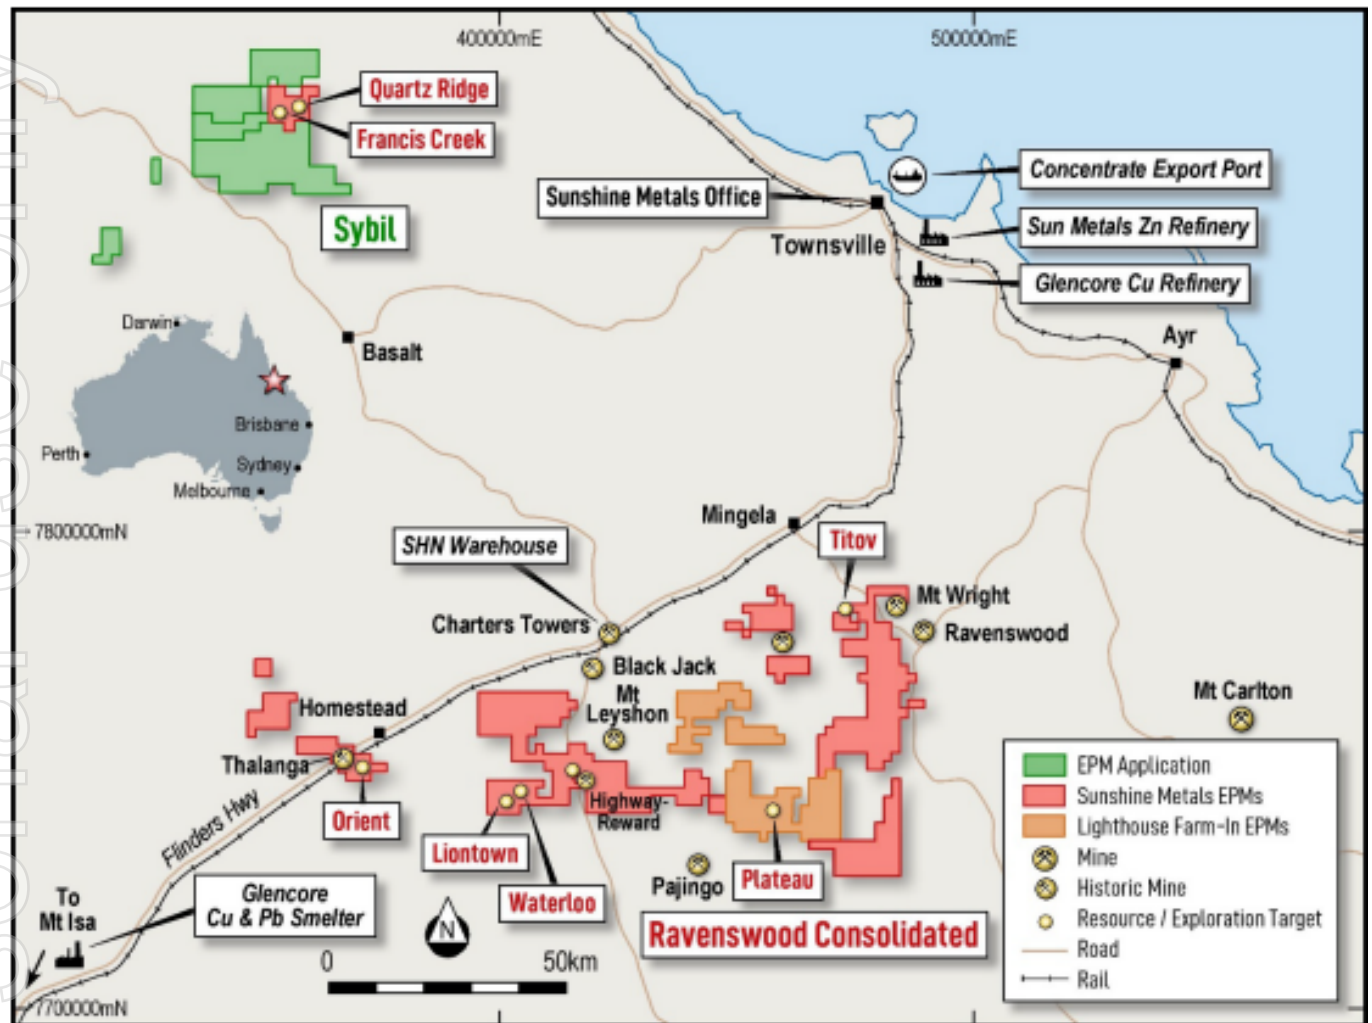 400000mE
500000mE
Quartz Ridge
Francis Creek
Sybil
Sunshine Metals Office
Townsville
Concentrate Export Port
Sun Metals Zn Refinery
Glencore Cu Refinery
Ayr
Basalt
Darwin
Brisbane
Perth
Sydney
Melbourne
7800000mN
Mingela
SHN Warehouse
Titov
Mt Wright
Charters Towers
Ravenswood
Black Jack
Mt
Leyshon
Mt Carlton
Homestead
Thalanga
Orient
Flinders Hwy
Highway-
Reward
Liontown
Waterloo
Pajingo
Plateau
Ravenswood Consolidated
To
Mt Isa
Glencore
Cu & Pb Smelter
N
0
50km
7700000mN
EPM Application
Sunshine Metals EPMs
Lighthouse Farm-In EPMs
Mine
Historic Mine
Resource / Exploration Target
Road
Rail